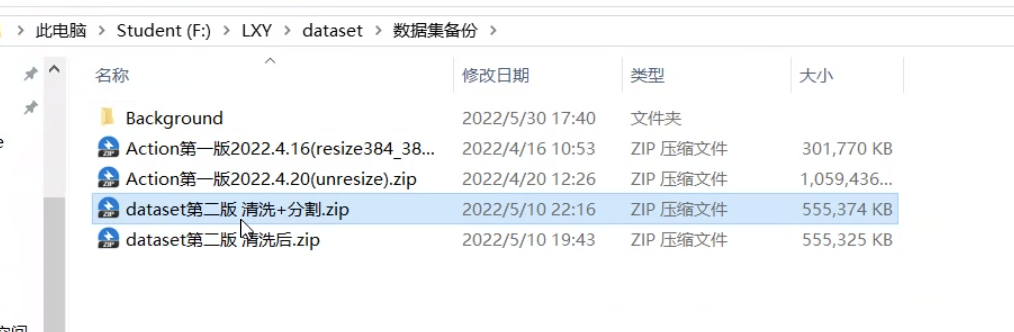 此电脑 > Student (F:) > LXY > dataset > 数据集备份 >
名称 修改日期 类型 大小
Background 2022/5/30 17:40 文件夹
Action第一版2022.4.16(resize384_38... 2022/4/16 10:53 ZIP 压缩文件 301,770 KB
Action第一版2022.4.20(unresize).zip 2022/4/20 12:26 ZIP 压缩文件 1,059,436...
dataset第二版 清洗+分割.zip 2022/5/10 22:16 ZIP 压缩文件 555,374 KB
dataset第二版 清洗后.zip 2022/5/10 19:43 ZIP 压缩文件 555,325 KB